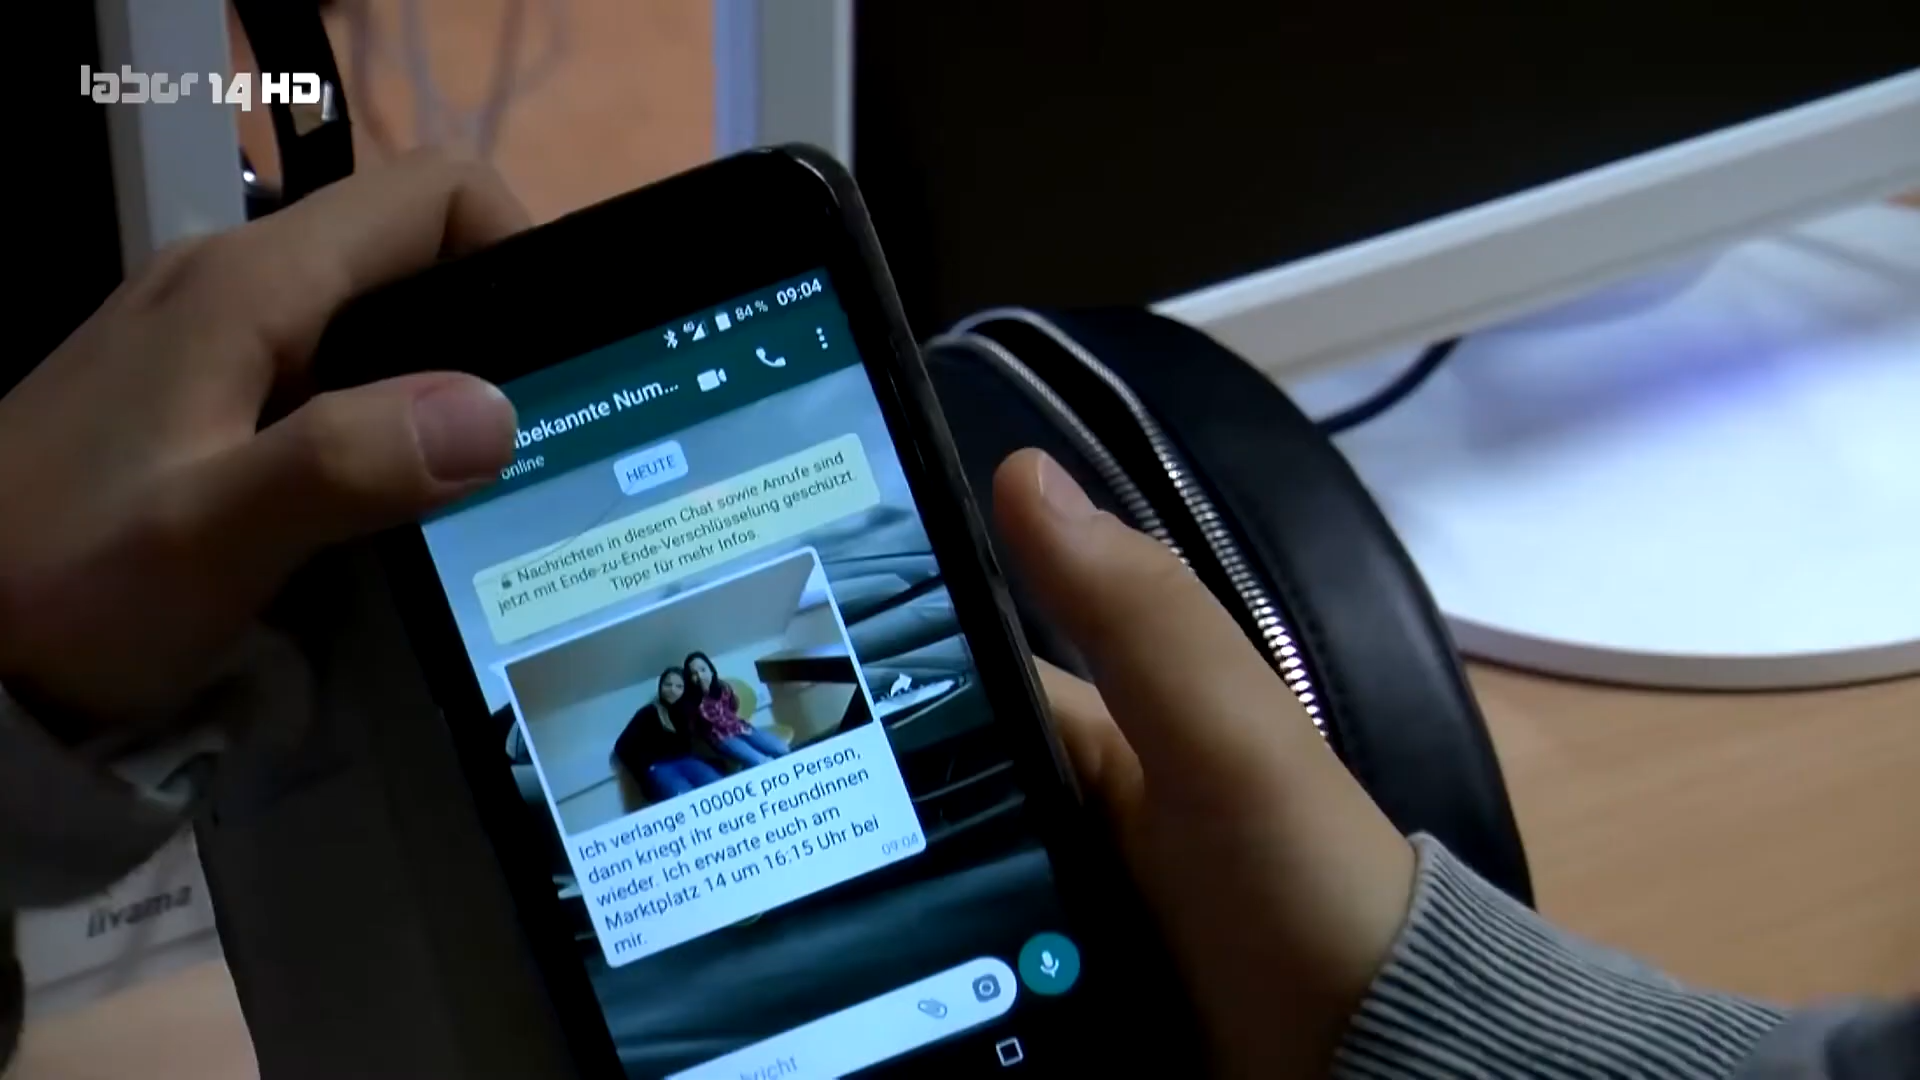 labor 14 HD
4G 84 % 09:04
bekannte Num...
online
HEUTE
Nachrichten in diesem Chat sowie Anrufe sind
jetzt mit Ende-zu-Ende-Verschlüsselung geschützt.
Tippe für mehr Infos.
Ich verlange 10000€ pro Person,
dann kriegt ihr eure Freundinnen
wieder. Ich erwarte euch am
Marktplatz 14 um 16:15 Uhr bei
mir.
09:04
iiyama